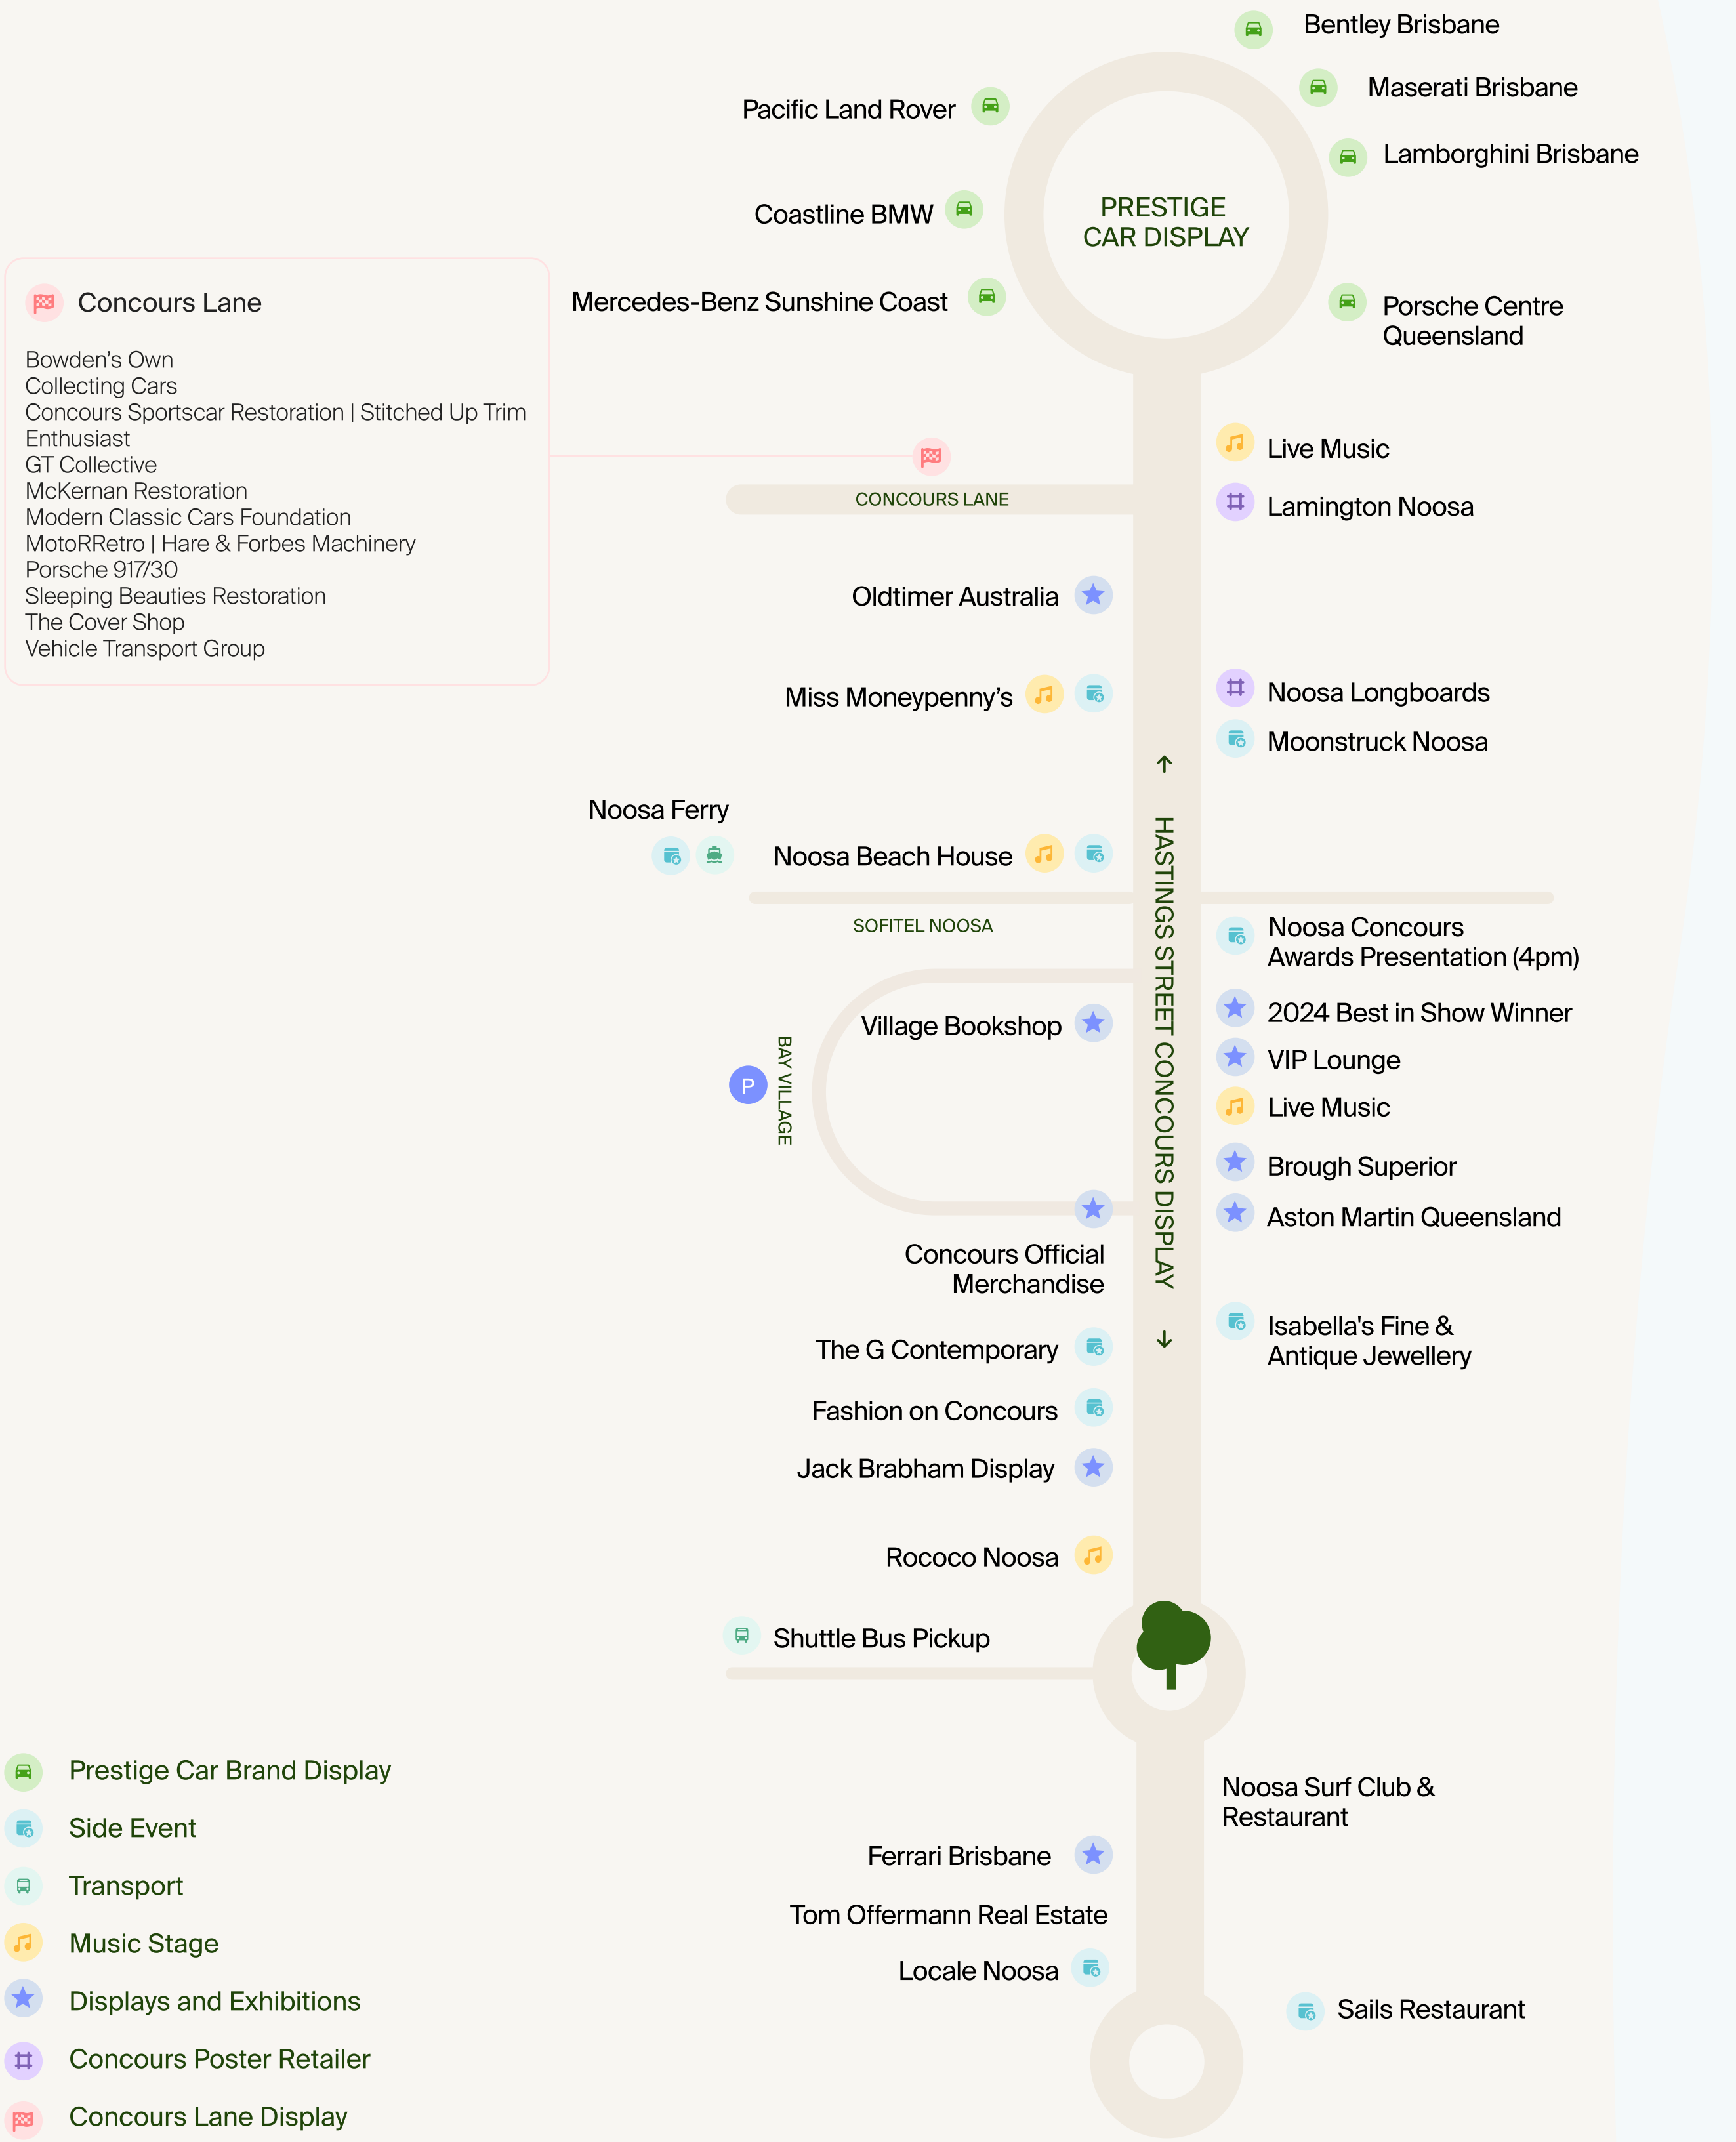 Bentley Brisbane
Maserati Brisbane
Pacific Land Rover
Lamborghini Brisbane
PRESTIGE
CAR DISPLAY
Coastline BMW
Mercedes-Benz Sunshine Coast
Porsche Centre
Queensland
Concours Lane
Bowden’s Own
Collecting Cars
Concours Sportscar Restoration | Stitched Up Trim
Enthusiast
GT Collective
McKernan Restoration
Modern Classic Cars Foundation
MotoRRetro | Hare & Forbes Machinery
Porsche 917/30
Sleeping Beauties Restoration
The Cover Shop
Vehicle Transport Group
Live Music
CONCOURS LANE
Lamington Noosa
Oldtimer Australia
Miss Moneypenny’s
Noosa Longboards
Moonstruck Noosa
HASTINGS STREET CONCOURS DISPLAY
Noosa Ferry
Noosa Beach House
SOFITEL NOOSA
Noosa Concours
Awards Presentation (4pm)
Village Bookshop
2024 Best in Show Winner
VIP Lounge
P
BAY VILLAGE
Live Music
Brough Superior
Aston Martin Queensland
Concours Official
Merchandise
Isabella's Fine &
Antique Jewellery
The G Contemporary
Fashion on Concours
Jack Brabham Display
Rococo Noosa
Shuttle Bus Pickup
Noosa Surf Club &
Restaurant
Ferrari Brisbane
Tom Offermann Real Estate
Locale Noosa
Sails Restaurant
Prestige Car Brand Display
Side Event
Transport
Music Stage
Displays and Exhibitions
Concours Poster Retailer
Concours Lane Display